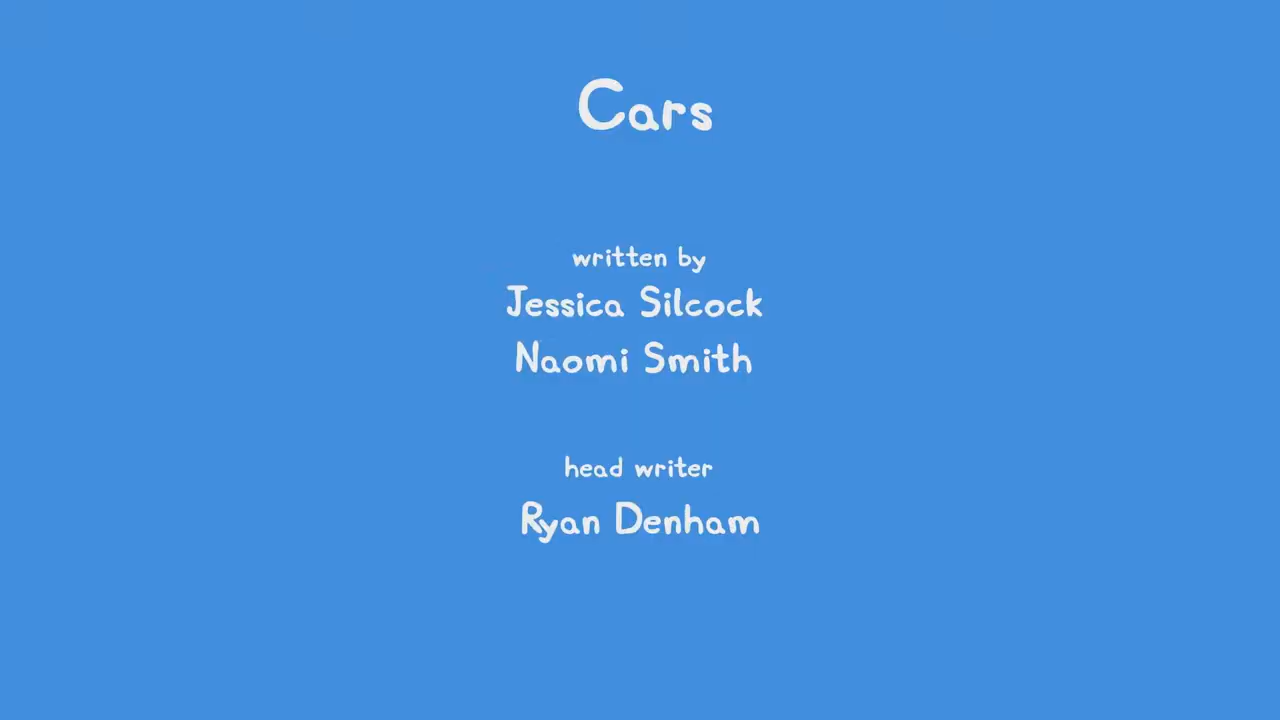 Cars
written by
Jessica Silcock
Naomi Smith
head writer
Ryan Denham